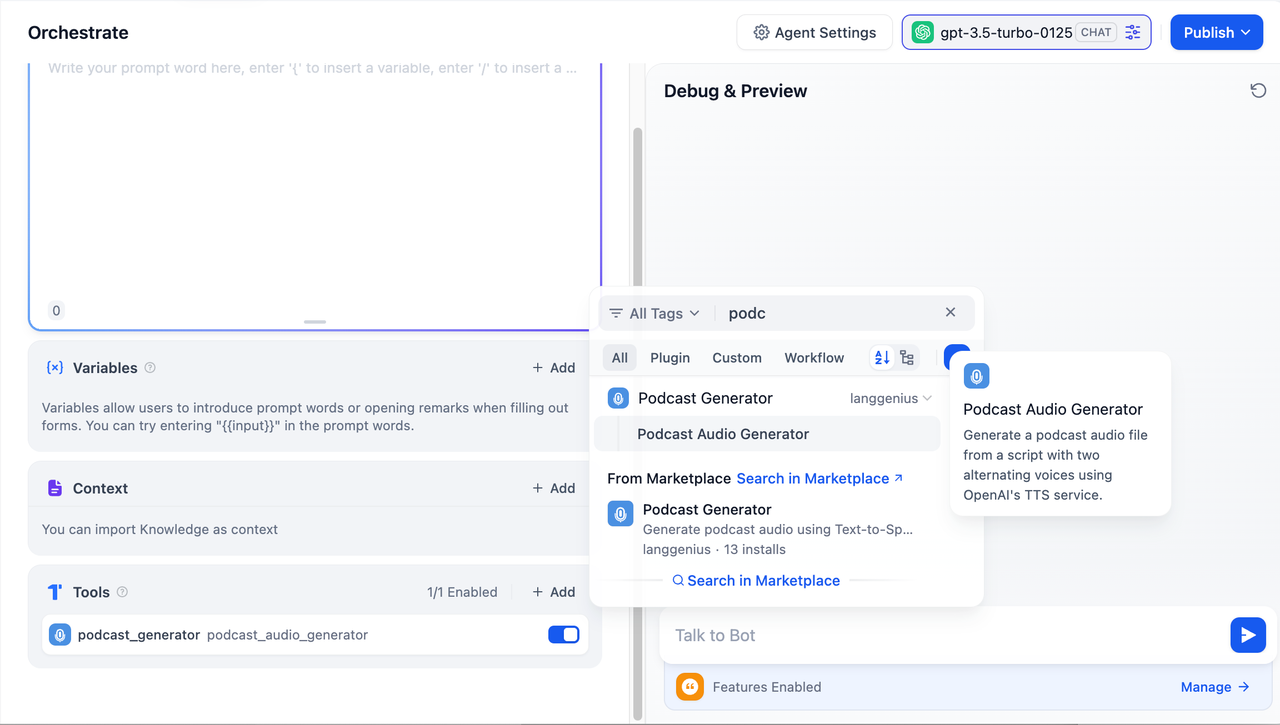 Orchestrate
Agent Settings
gpt-3.5-turbo-0125 CHAT
Publish
Write your prompt word here, enter '{' to insert a variable, enter '/' to insert a ...
0
Variables
+ Add
Variables allow users to introduce prompt words or opening remarks when filling out
forms. You can try entering "{{input}}" in the prompt words.
Context
+ Add
You can import Knowledge as context
Tools
1/1 Enabled
+ Add
podcast_generator podcast_audio_generator
Debug & Preview
All Tags
podc
All
Plugin
Custom
Workflow
Podcast Generator
langgenius
Podcast Audio Generator
From Marketplace Search in Marketplace
Podcast Generator
Generate podcast audio using Text-to-Sp...
langgenius · 13 installs
Search in Marketplace
Podcast Audio Generator
Generate a podcast audio file
from a script with two
alternating voices using
OpenAI's TTS service.
Talk to Bot
Features Enabled
Manage